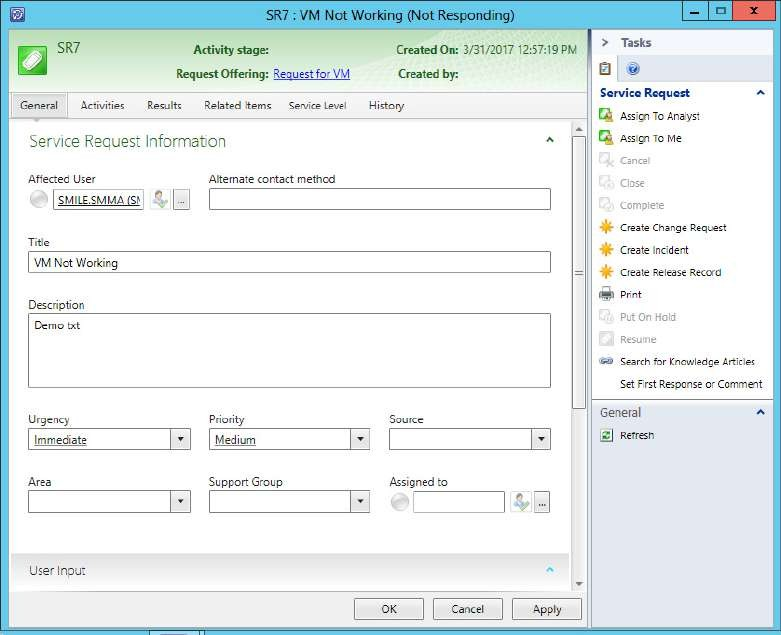 SR7 : VM Not Working (Not Responding)
SR7
Activity stage:
Created On: 3/31/2017 12:57:19 PM
Request Offering: Request for VM
Created by:
General Activities Results Related Items Service Level History
Service Request Information
Affected User
Alternate contact method
SMILE.SMMA (SM
...
Title
VM Not Working
Description
Demo txt
Urgency
Priority
Source
Immediate
Medium
Area
Support Group
Assigned to
...
User Input
OK Cancel Apply
Tasks
Service Request
Assign To Analyst
Assign To Me
Cancel
Close
Complete
Create Change Request
Create Incident
Create Release Record
Print
Put On Hold
Resume
Search for Knowledge Articles
Set First Response or Comment
General
Refresh